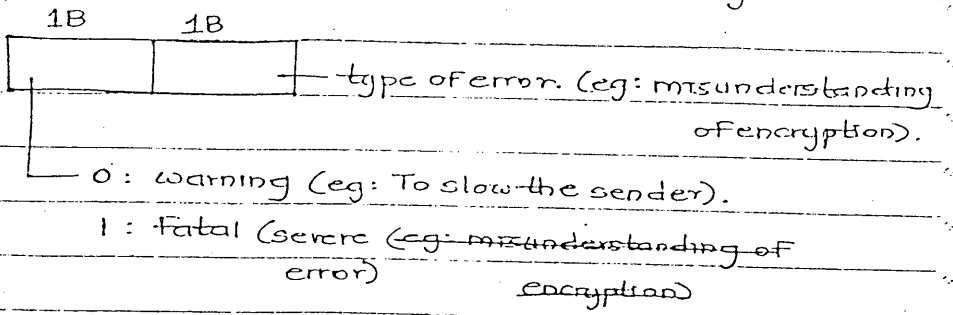 1B 1B
type of error. (eg: misunderstanding
of encryption).
0: warning (eg: To slow the sender).
1: Fatal (severe (eg: misunderstanding of
error) encryption)